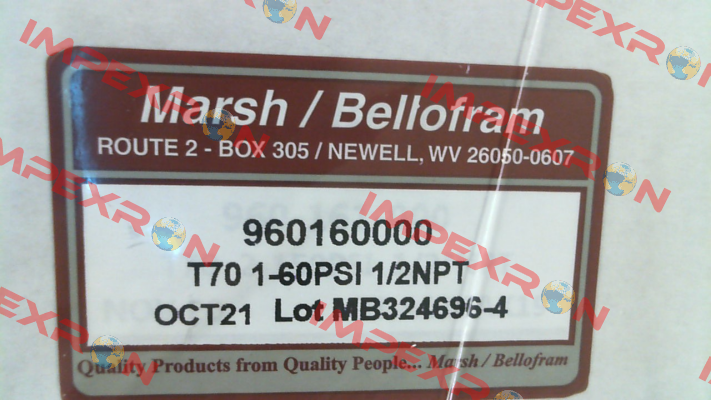 Marsh / Bellofram
ROUTE 2 - BOX 305 / NEWELL, WV 26050-0607
960160000
T70 1-60PSI 1/2NPT
OCT21 Lot MB324696-4
Quality Products from Quality People... Marsh / Bellofram
IMPEXRON